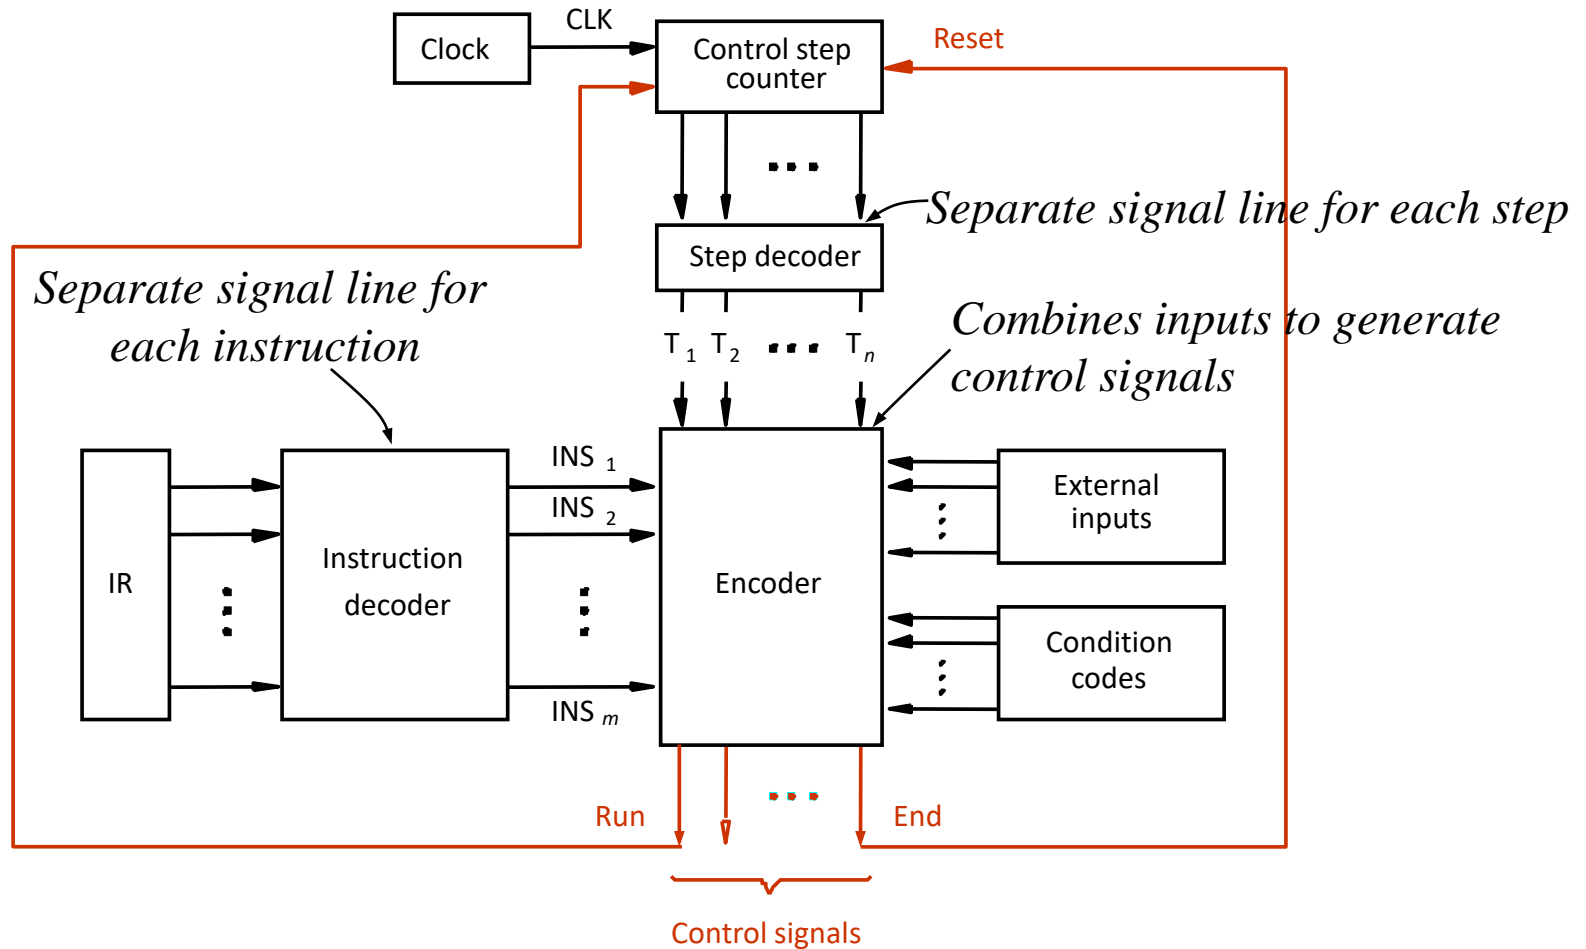 CLK
Clock
Control step
counter
Reset
Separate signal line for each step
Step decoder
Separate signal line for
each instruction
Combines inputs to generate
control signals
T 1 T 2 Tn
INS 1
INS 2
INS m
IR
Instruction
decoder
Encoder
External
inputs
Condition
codes
Run
End
Control signals